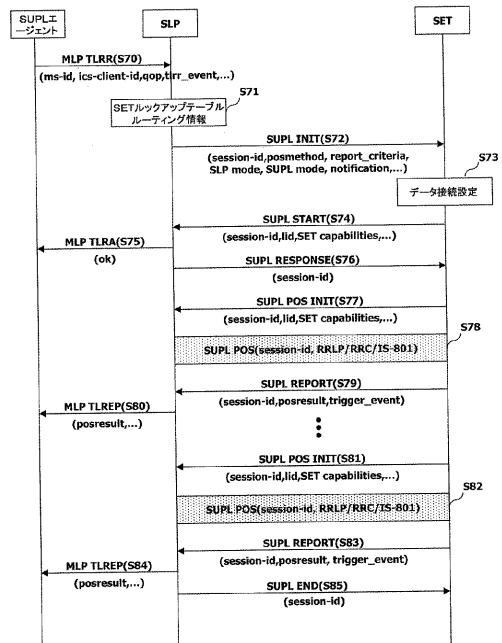 SUPLエ
ージェント
SLP
SET
MLP TLRR(S70)
(ms-id, ics-client-id,qop,tlrr_event,...)
S71
SETルックアップテーブル
ルーティング情報
SUPL INIT(S72)
(session-id,posmethod, report_criteria,
SLP mode, SUPL mode, notification,...)
S73
データ接続設定
SUPL START(S74)
(session-id,lid,SET capabilities,...)
MLP TLRA(S75)
(ok)
SUPL RESPONSE(S76)
(session-id)
SUPL POS INIT(S77)
(session-id,lid,SET capabilities,...)
S78
SUPL POS(session-id, RRLP/RRC/IS-801)
SUPL REPORT(S79)
(session-id,posresult,trigger_event)
MLP TLREP(S80)
(posresult,...)
SUPL POS INIT(S81)
(session-id,lid,SET capabilities,...)
S82
SUPL POS(session-id, RRLP/RRC/IS-801)
SUPL REPORT(S83)
(session-id,posresult, trigger_event)
MLP TLREP(S84)
(posresult,...)
SUPL END(S85)
(session-id)